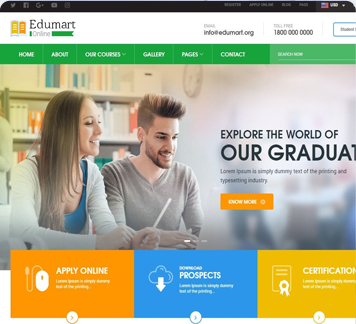 REGISTER APPLY ONLINE BLOG PAGE USD
Edumart
Online
EMAIL
info@edumart.org
TOLL FREE
1800 000 0000
Student
HOME ABOUT OUR COURSES GALLERY PAGES CONTACT
SEARCH NOW
EXPLORE THE WORLD OF
OUR GRADUAT
Lorem Ipsum is simply dummy text of the printing and
typesetting industry.
KNOW MORE
APPLY ONLINE
Lorem Ipsum is simply dummy
text of the printing...
DOWNLOAD
PROSPECTS
Lorem Ipsum is simply dummy
text of the printing...
CERTIFICATION
Lorem Ipsum is simply dummy
text of the printing...